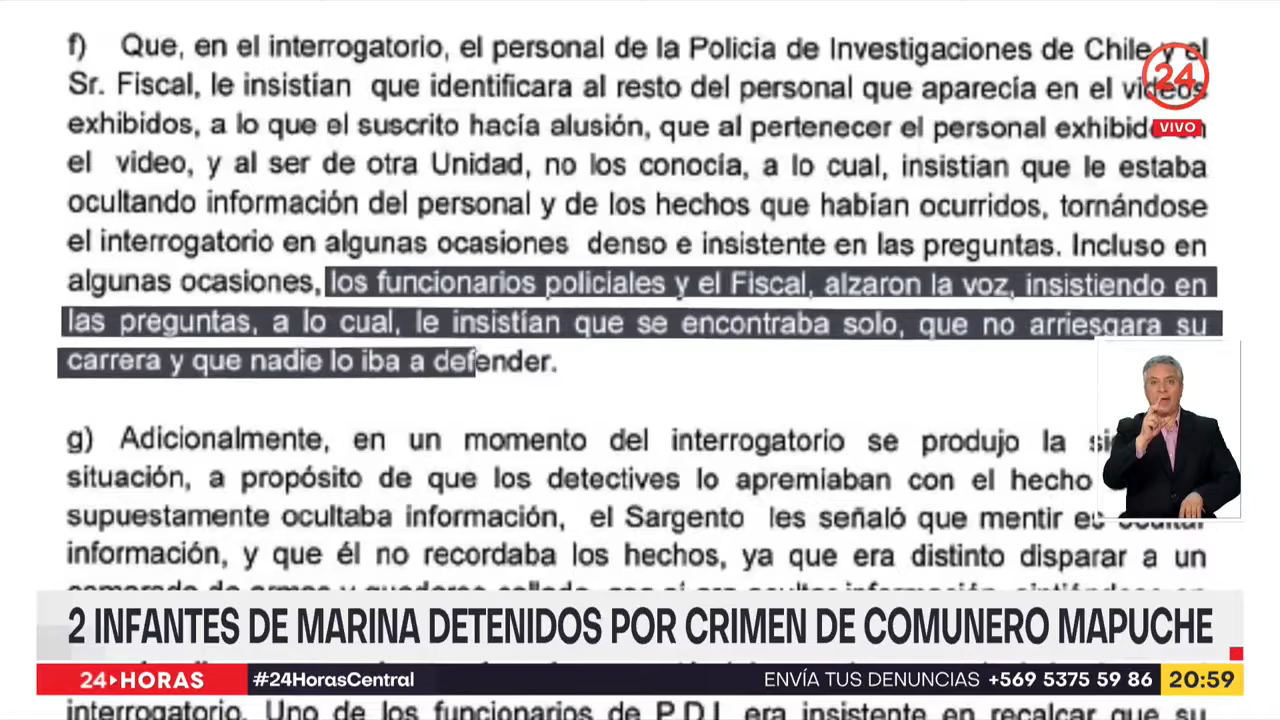 f) Que, en el interrogatorio, el personal de la Policía de Investigaciones de Chile y el
Sr. Fiscal, le insistían que identificara al resto del personal que aparecía en el videos
exhibidos, a lo que el suscrito hacía alusión, que al pertenecer el personal exhibido en
el video, y al ser de otra Unidad, no los conocía, a lo cual, insistían que le estaba
ocultando información del personal y de los hechos que habían ocurridos, tornándose
el interrogatorio en algunas ocasiones denso e insistente en las preguntas. Incluso en
algunas ocasiones, los funcionarios policiales y el Fiscal, alzaron la voz, insistiendo en
las preguntas, a lo cual, le insistían que se encontraba solo, que no arriesgara su
carrera y que nadie lo iba a defender.
24
VIVO
g) Adicionalmente, en un momento del interrogatorio se produjo la
situación, a propósito de que los detectives lo apremiaban con el hecho
supuestamente ocultaba información, el Sargento les señaló que mentir es ocultar
información, y que él no recordaba los hechos, ya que era distinto disparar a un
2 INFANTES DE MARINA DETENIDOS POR CRIMEN DE COMUNERO MAPUCHE
24 HORAS
#24HorasCentral
ENVÍA TUS DENUNCIAS +569 5375 59 86
20:59
interrogatorio. Uno de los funcionarios de P.D.I. era insistente en recalcar que su